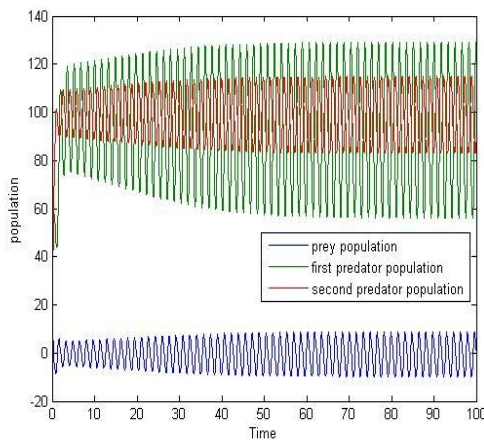 140
120
100
80
60
40
20
0
-20
population
prey population
first predator population
second predator population
0 10 20 30 40 50 60 70 80 90 100
Time